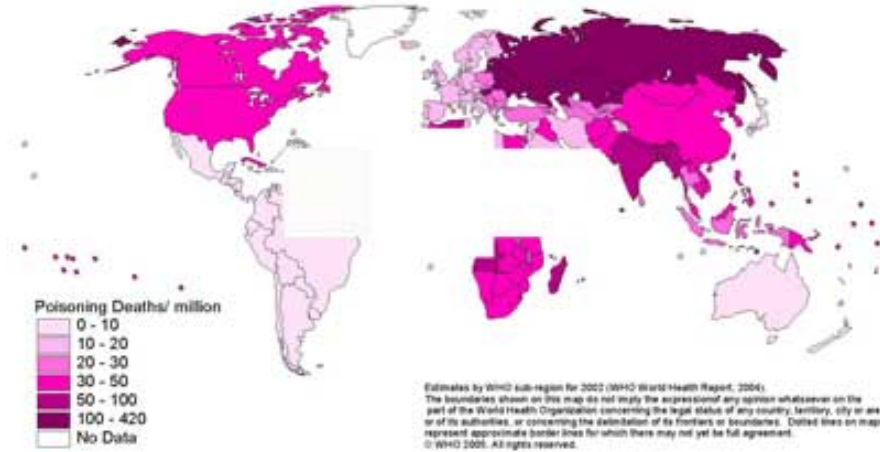 Poisoning Deaths/ million
0 - 10
10 - 20
20 - 30
30 - 50
50 - 100
100 - 420
No Data
Estimates by WHO sub-region for 2002 (WHO World Health Report, 2004).
The boundaries shown on this map do not imply the expression of any opinion whatsoever on the
part of the World Health Organization concerning the legal status of any country, territory, city or are
or of its authorities, or concerning the delimitation of its frontiers or boundaries. Dotted lines on map
represent approximate border lines for which there may not yet be full agreement.
© WHO 2005. All rights reserved.